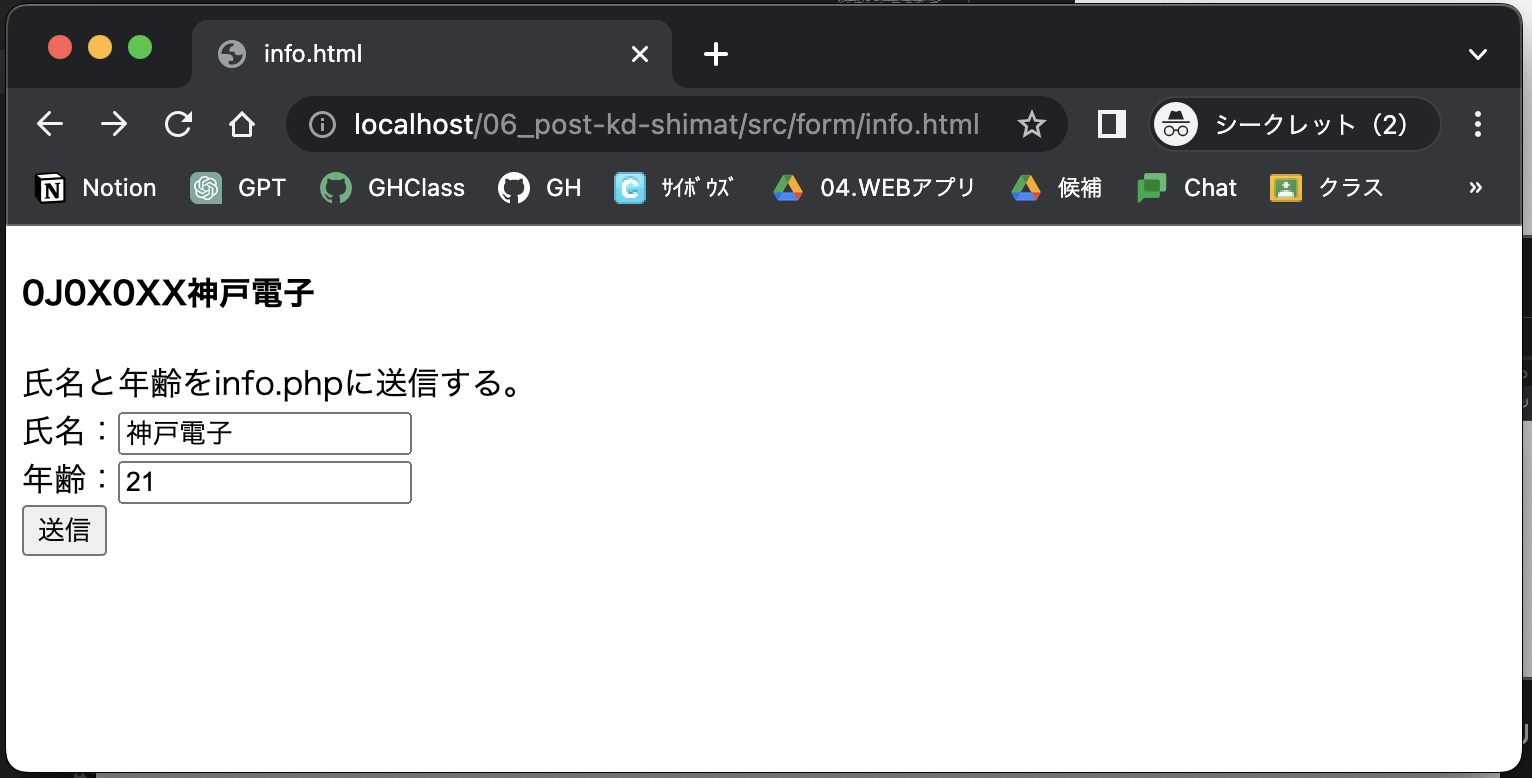 info.html
localhost/06_post-kd-shimat/src/form/info.html
シークレット（2）
Notion GPT GHClass GH ｻｲﾎﾞｳｽﾞ 04.WEBアプリ 候補 Chat クラス »
0J0X0XX神戸電子
氏名と年齢をinfo.phpに送信する。
氏名：神戸電子
年齢：21
送信